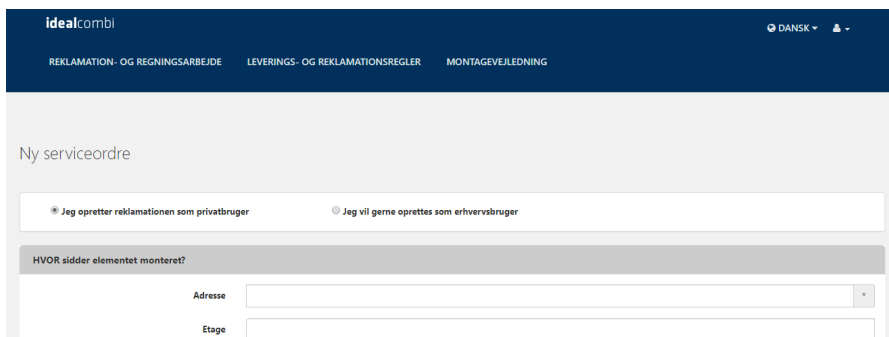 idealcombi
DANSK
REKLAMATION- OG REGNINGSARBEJDE LEVERINGS- OG REKLAMATIONSREGLER MONTAGEVEJLEDNING
Ny serviceordre
Jeg opretter reklamationen som privatbruger Jeg vil gerne oprettes som erhvervsbruger
HVOR sidder elementet monteret?
Adresse *
Etage